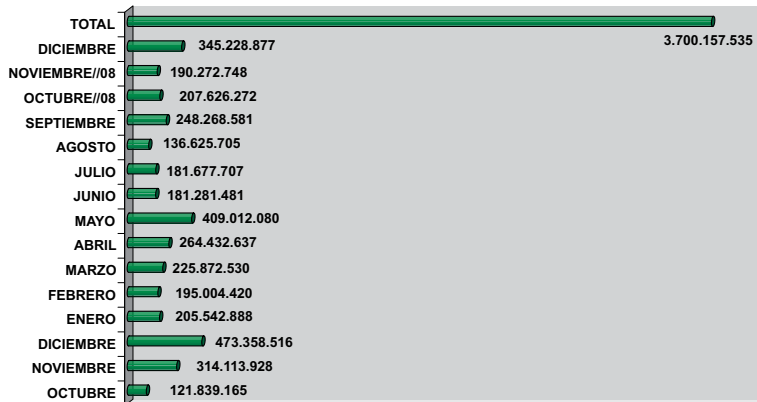 TOTAL 3.700.157.535
DICIEMBRE 345.228.877
NOVIEMBRE//08 190.272.748
OCTUBRE//08 207.626.272
SEPTIEMBRE 248.268.581
AGOSTO 136.625.705
JULIO 181.677.707
JUNIO 181.281.481
MAYO 409.012.080
ABRIL 264.432.637
MARZO 225.872.530
FEBRERO 195.004.420
ENERO 205.542.888
DICIEMBRE 473.358.516
NOVIEMBRE 314.113.928
OCTUBRE 121.839.165